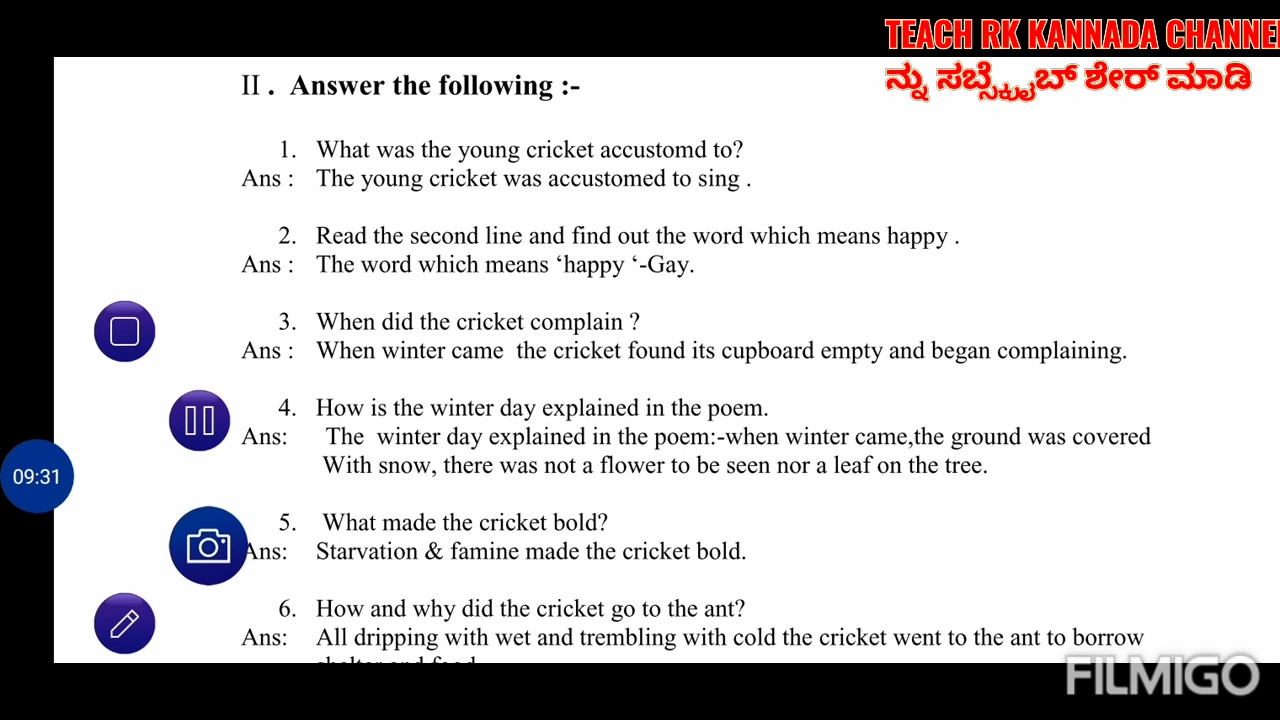 TEACH RK KANNADA CHANNE
ನ್ನು ಸಬ್ಸ್ಕ್ರೈಬ್ ಶೇರ್ ಮಾಡಿ
II . Answer the following :-
1. What was the young cricket accustomd to?
Ans : The young cricket was accustomed to sing .
2. Read the second line and find out the word which means happy .
Ans : The word which means ‘happy ‘-Gay.
3. When did the cricket complain ?
Ans : When winter came the cricket found its cupboard empty and began complaining.
4. How is the winter day explained in the poem.
Ans: The winter day explained in the poem:-when winter came,the ground was covered
With snow, there was not a flower to be seen nor a leaf on the tree.
09:31
5. What made the cricket bold?
Ans: Starvation & famine made the cricket bold.
6. How and why did the cricket go to the ant?
Ans: All dripping with wet and trembling with cold the cricket went to the ant to borrow
FILMIGO